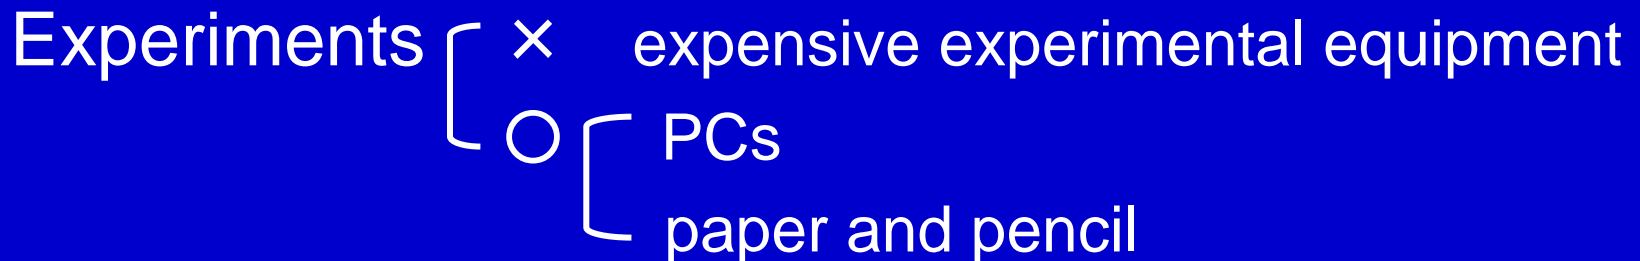 Experiments × expensive experimental equipment
○ PCs
paper and pencil